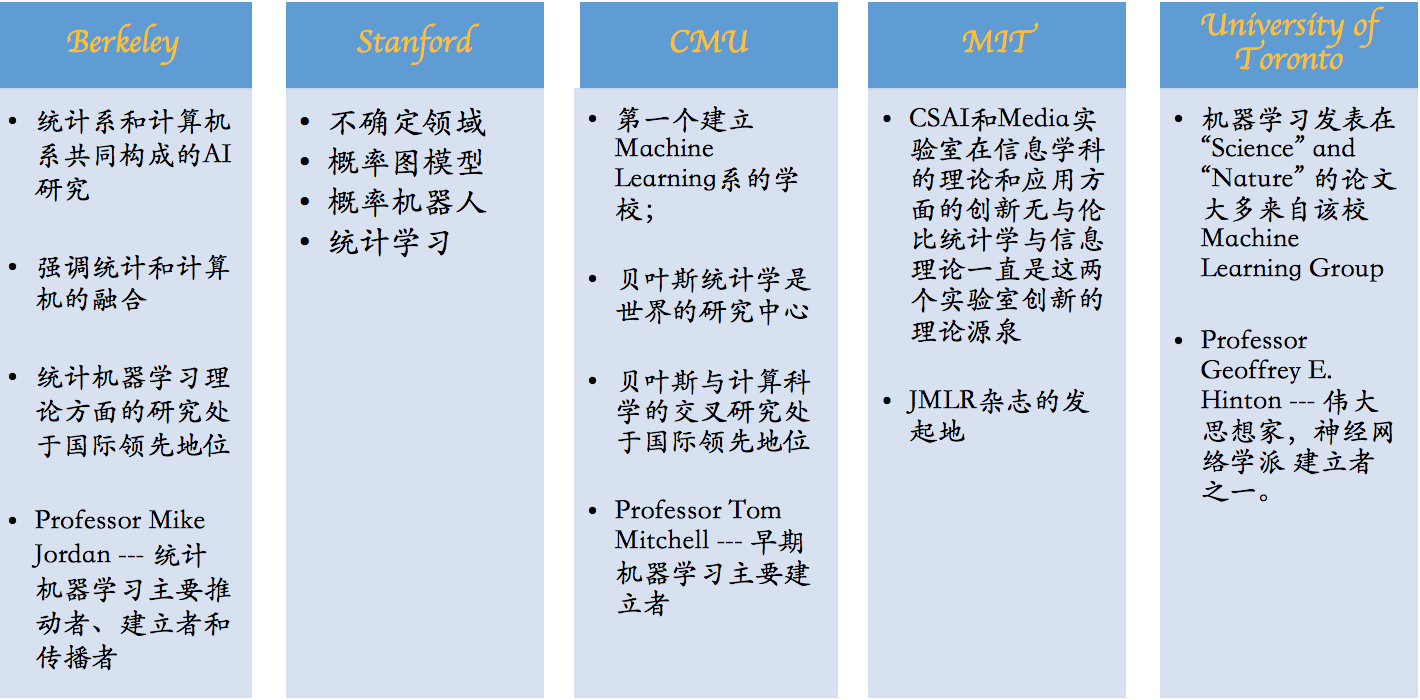 Berkeley
• 统计系和计算机
系共同构成的AI
研究
• 强调统计和计算
机的融合
• 统计机器学习理
论方面的研究处
于国际领先地位
• Professor Mike
Jordan --- 统计
机器学习主要推
动者、建立者和
传播者
Stanford
• 不确定领域
• 概率图模型
• 概率机器人
• 统计学习
CMU
• 第一个建立
Machine
Learning系的学
校；
• 贝叶斯统计学是
世界的研究中心
• 贝叶斯与计算科
学的交叉研究处
于国际领先地位
• Professor Tom
Mitchell --- 早期
机器学习主要建
立者
MIT
• CSAI和Media实
验室在信息学科
的理论和应用方
面的创新无与伦
比统计学与信息
理论一直是这两
个实验室创新的
理论源泉
• JMLR杂志的发
起地
University of
Toronto
• 机器学习发表在
“Science” and
“Nature” 的论文
大多来自该校
Machine
Learning Group
• Professor
Geoffrey E.
Hinton --- 伟大
思想家，神经网
络学派 建立者
之一。